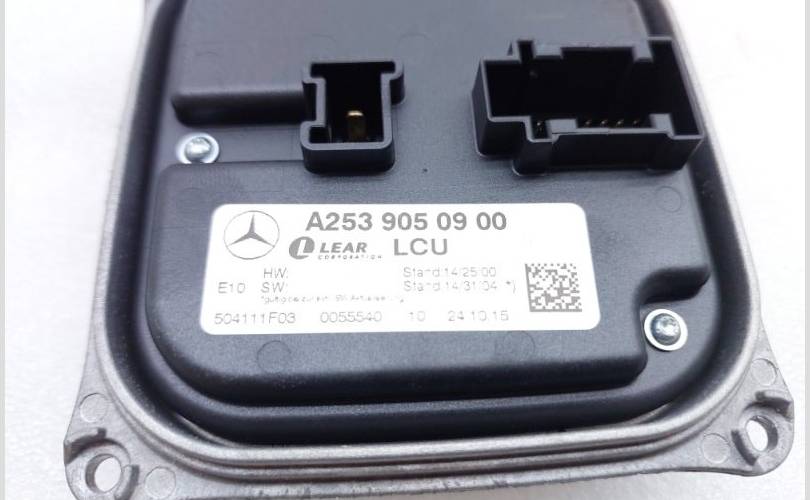 A253 905 09 00
LEAR CORPORATION LCU
HW: Stand:14/25/00
E10 SW: Stand:14/31/04 *)
504111F03 0055540 10 24.10.15